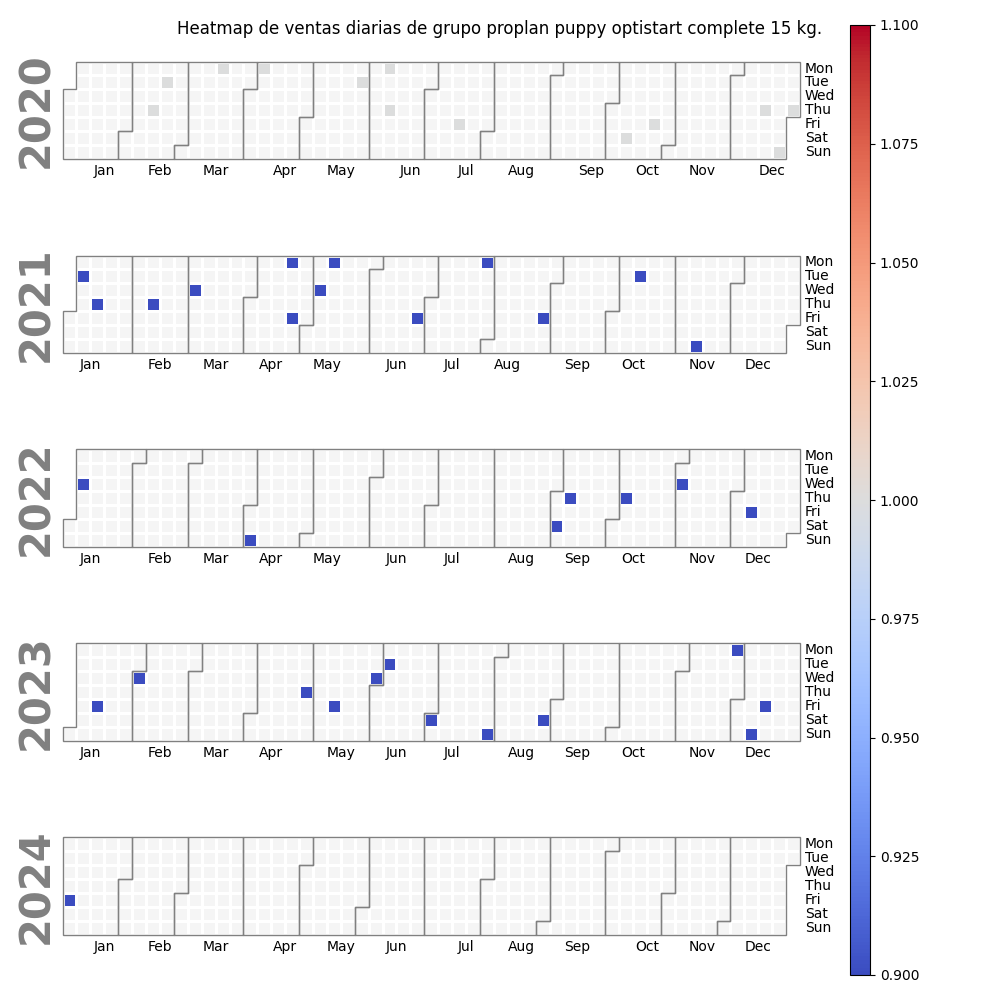 Heatmap de ventas diarias de grupo proplan puppy optistart complete 15 kg.
2020
Mon
Tue
Wed
Thu
Fri
Sat
Sun
Jan Feb Mar Apr May Jun Jul Aug Sep Oct Nov Dec
2021
Mon
Tue
Wed
Thu
Fri
Sat
Sun
Jan Feb Mar Apr May Jun Jul Aug Sep Oct Nov Dec
2022
Mon
Tue
Wed
Thu
Fri
Sat
Sun
Jan Feb Mar Apr May Jun Jul Aug Sep Oct Nov Dec
2023
Mon
Tue
Wed
Thu
Fri
Sat
Sun
Jan Feb Mar Apr May Jun Jul Aug Sep Oct Nov Dec
2024
Mon
Tue
Wed
Thu
Fri
Sat
Sun
Jan Feb Mar Apr May Jun Jul Aug Sep Oct Nov Dec
1.100
1.075
1.050
1.025
1.000
0.975
0.950
0.925
0.900